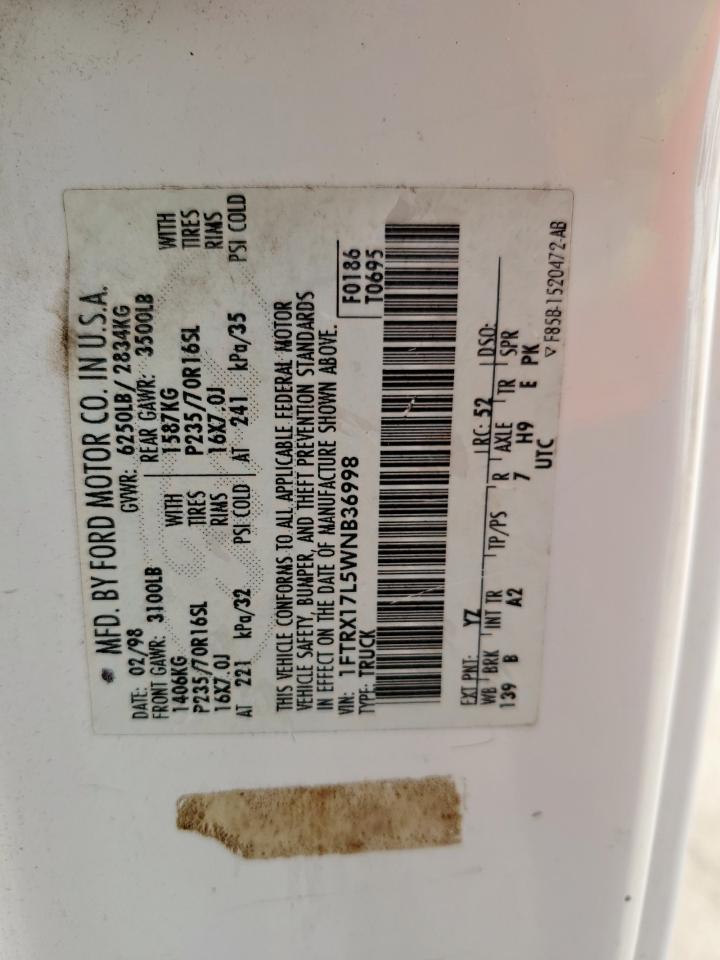 MFD. BY FORD MOTOR CO. IN U.S.A.
DATE: 02/98 GVWR: 6250LB/ 2834KG
FRONT GAWR: 3100LB REAR GAWR: 3500LB
1406KG WITH 1587KG WITH
P235/70R16SL TIRES P235/70R16SL TIRES
16X7.0J RIMS 16X7.0J RIMS
AT 221 kPa/32 PSI COLD AT 241 kPa/35 PSI COLD
THIS VEHICLE CONFORMS TO ALL APPLICABLE FEDERAL MOTOR
VEHICLE SAFETY, BUMPER, AND THEFT PREVENTION STANDARDS
IN EFFECT ON THE DATE OF MANUFACTURE SHOWN ABOVE.
VIN: 1FTRX17L5WNB36998 F0186
TYPE: TRUCK T0695
EXT PNT: YZ RC: 52 DSO:
WB BRK INT TR TP/PS R AXLE TR SPR
139 B A2 7 H9 E PK
UTC
▽ F85B-1520472-AB